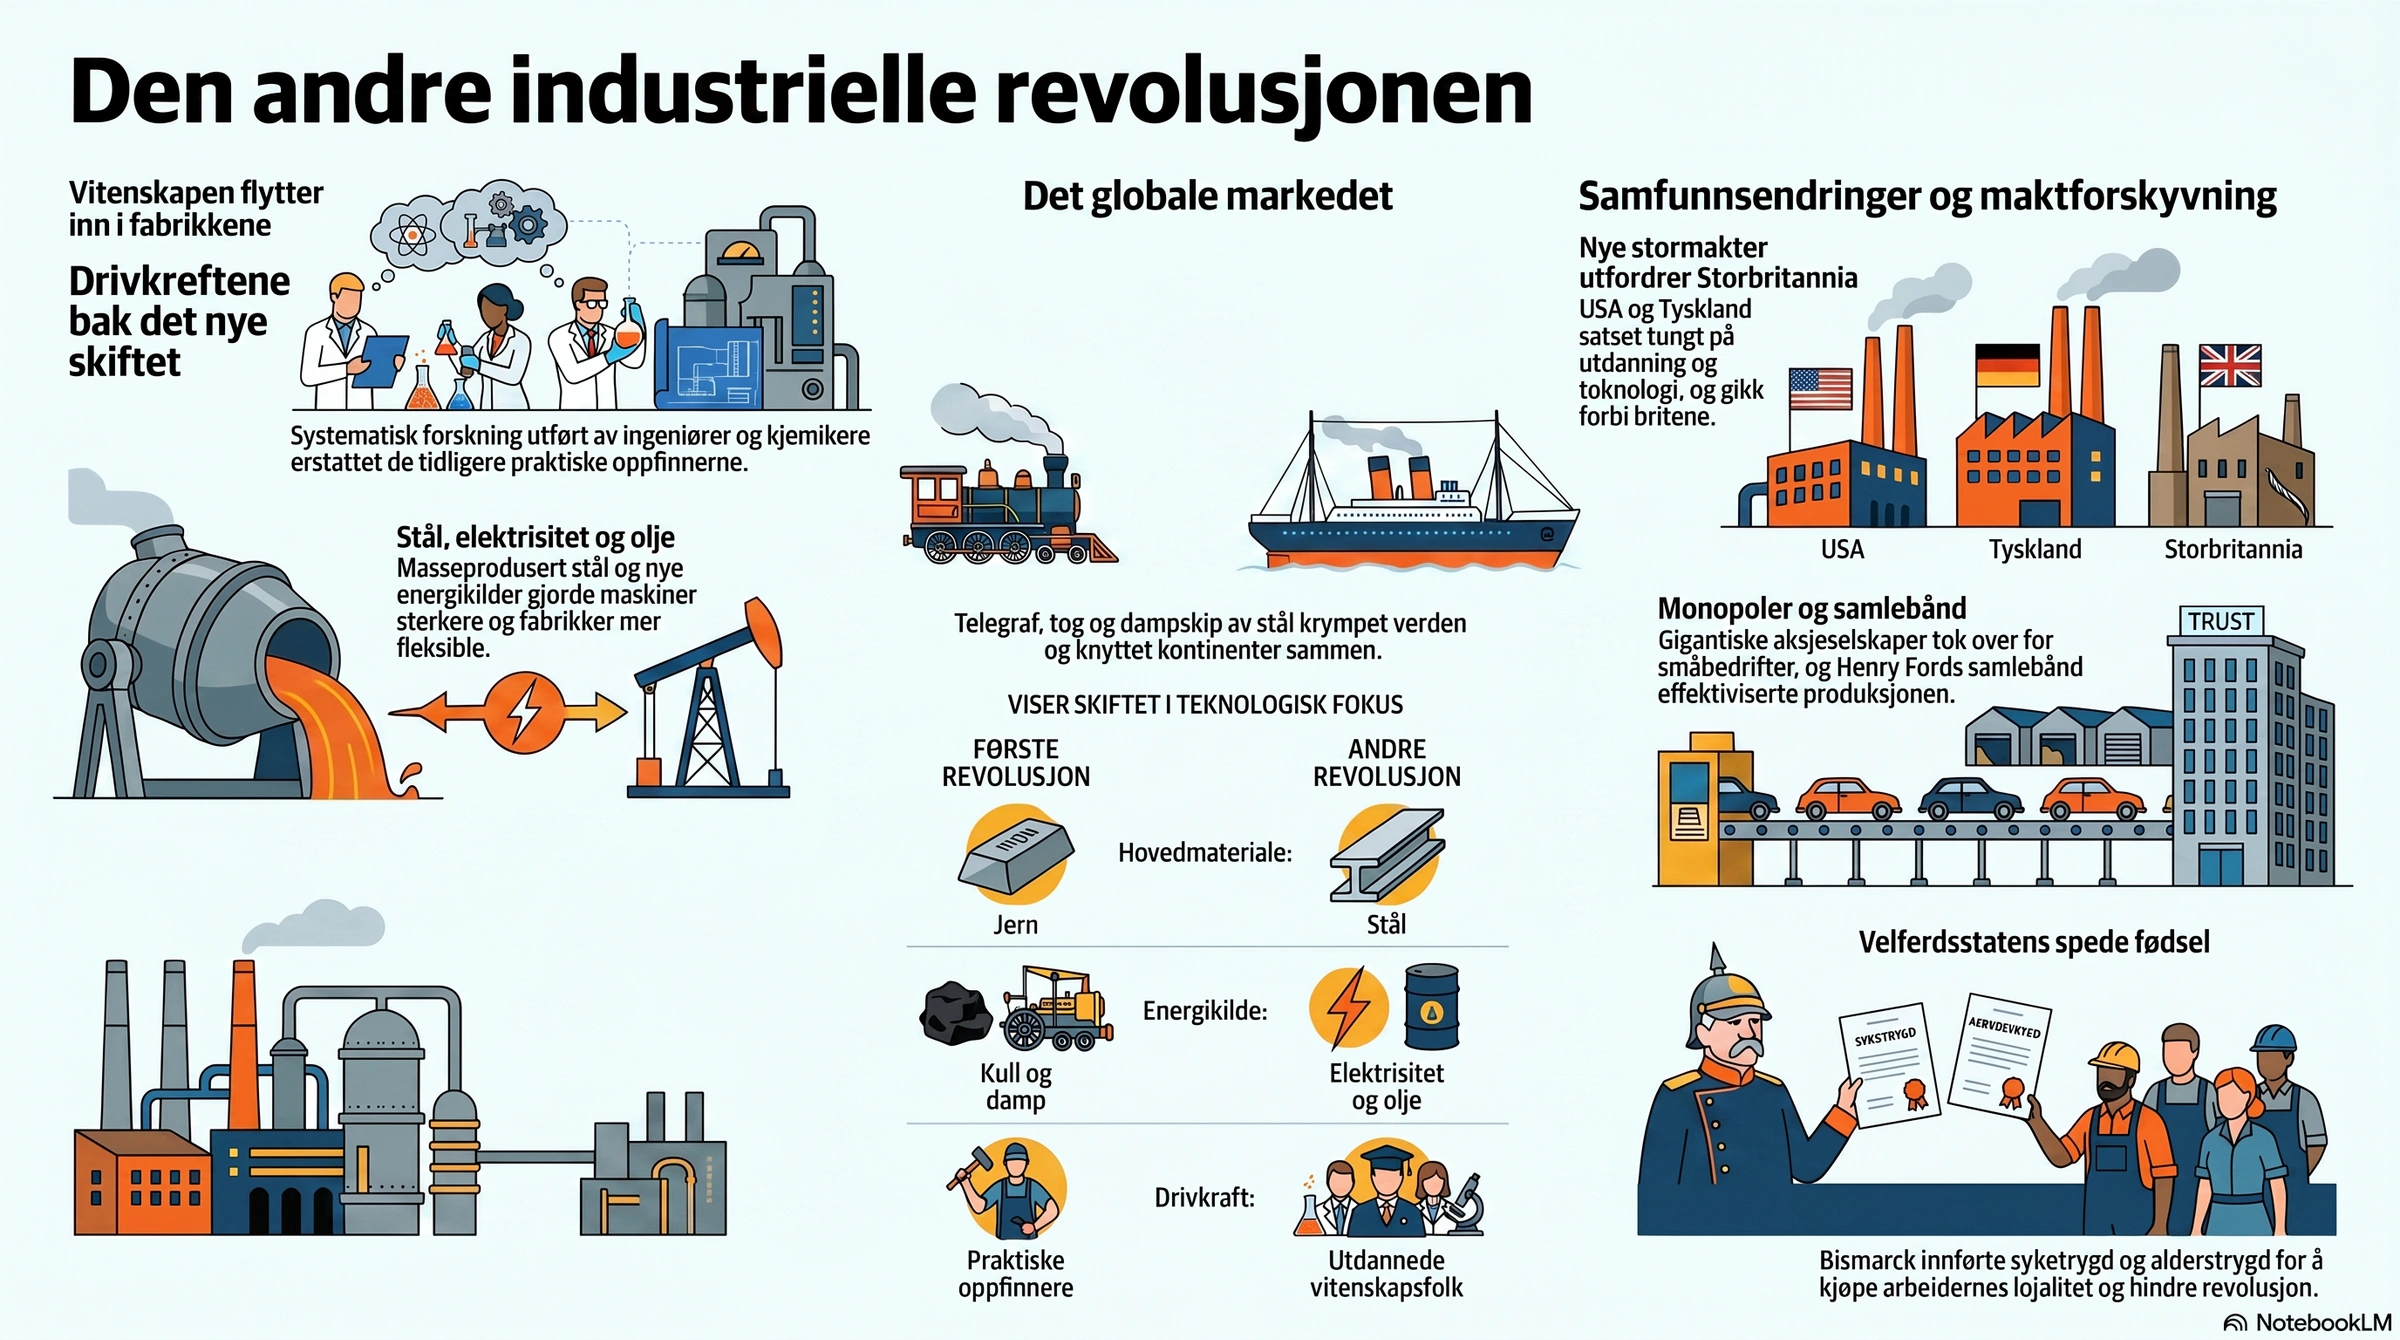 Den andre industrielle revolusjonen
Vitenskapen flytter
inn i fabrikkene
Drivkreftene
bak det nye
skiftet
Systematisk forskning utført av ingeniører og kjemikere
erstattet de tidligere praktiske oppfinnerne.
Stål, elektrisitet og olje
Masseprodusert stål og nye
energikilder gjorde maskiner
sterkere og fabrikker mer
fleksible.
Det globale markedet
Telegraf, tog og dampskip av stål krympet verden
og knyttet kontinenter sammen.
VISER SKIFTET I TEKNOLOGISK FOKUS
FØRSTE
REVOLUSJON
ANDRE
REVOLUSJON
Hovedmateriale:
Jern
Stål
Energikilde:
Kull og
damp
Elektrisitet
og olje
Drivkraft:
Praktiske
oppfinnere
Utdannede
vitenskapsfolk
Samfunnsendringer og maktforskyvning
Nye stormakter
utfordrer Storbritannia
USA og Tyskland
satset tungt på
utdanning og
toknologi, og gikk
forbi britene.
USA
Tyskland
Storbritannia
Monopoler og samlebånd
Gigantiske aksjeselskaper tok over for
småbedrifter, og Henry Fords samlebånd
effektiviserte produksjonen.
TRUST
Velferdsstatens spede fødsel
SYKSTRYGD
AERVDEVKTED
Bismarck innførte syketrygd og alderstrygd for å
kjøpe arbeidernes lojalitet og hindre revolusjon.
NotebookLM